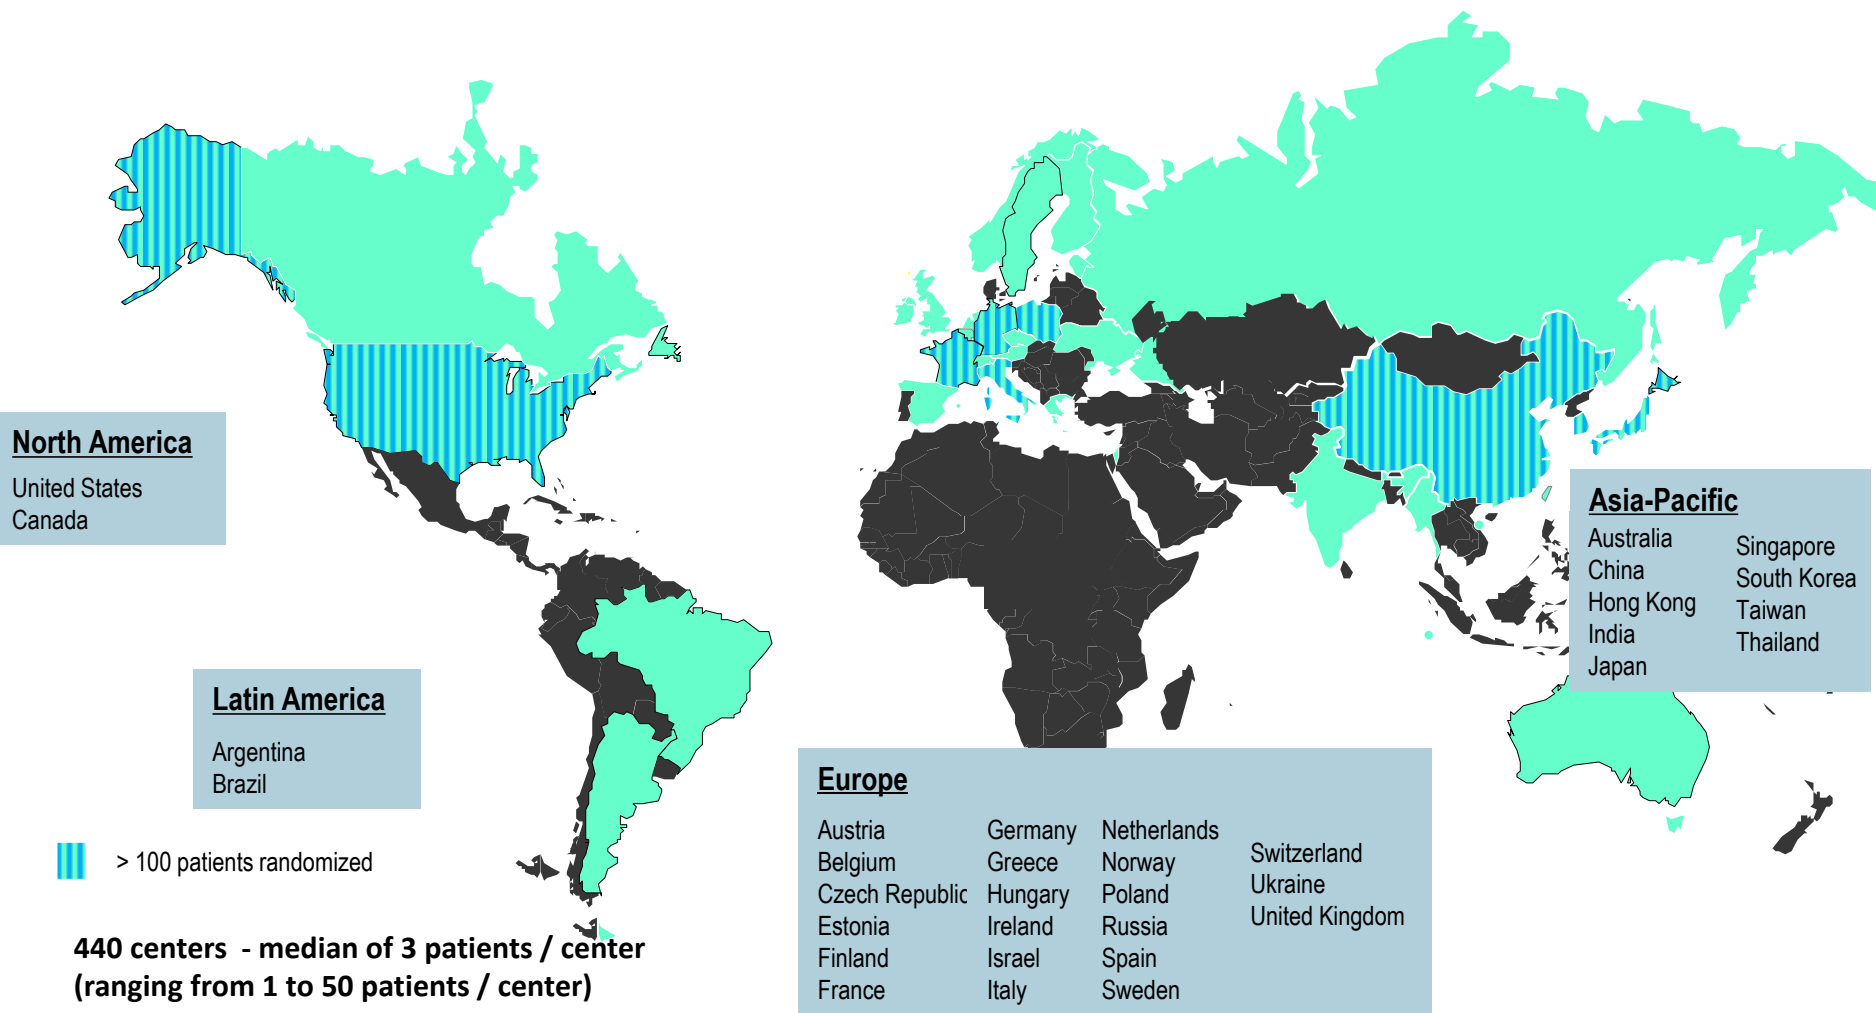 North America
United States
Canada
Latin America
Argentina
Brazil
> 100 patients randomized
440 centers - median of 3 patients / center
(ranging from 1 to 50 patients / center)
Europe
Austria
Belgium
Czech Republic
Estonia
Finland
France
Germany
Greece
Hungary
Ireland
Israel
Italy
Netherlands
Norway
Poland
Russia
Spain
Sweden
Switzerland
Ukraine
United Kingdom
Asia-Pacific
Australia
China
Hong Kong
India
Japan
Singapore
South Korea
Taiwan
Thailand